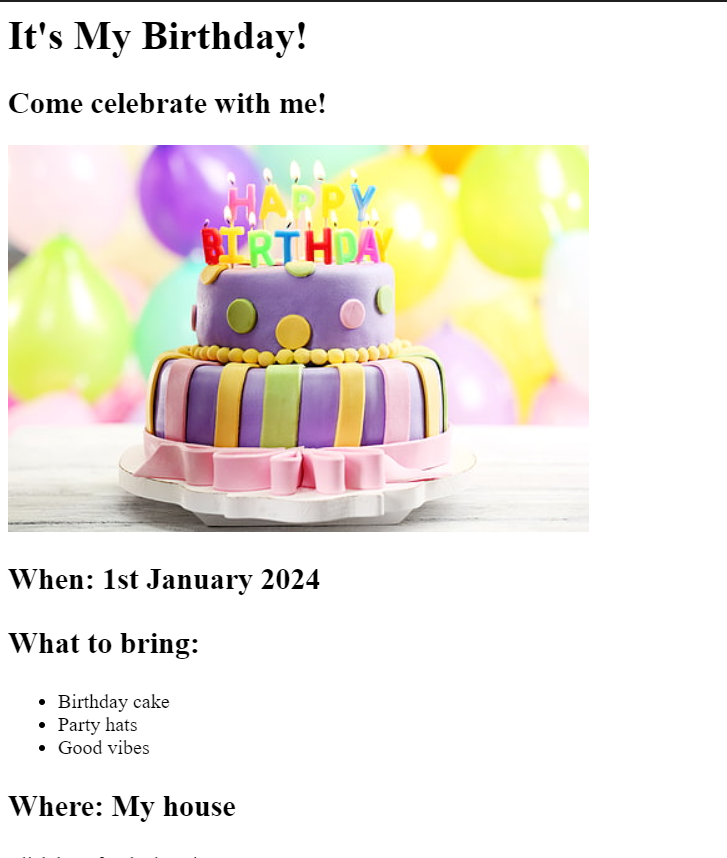 It's My Birthday!
Come celebrate with me!
HAPPY
BIRTHDAY
When: 1st January 2024
What to bring:
Birthday cake
Party hats
Good vibes
Where: My house